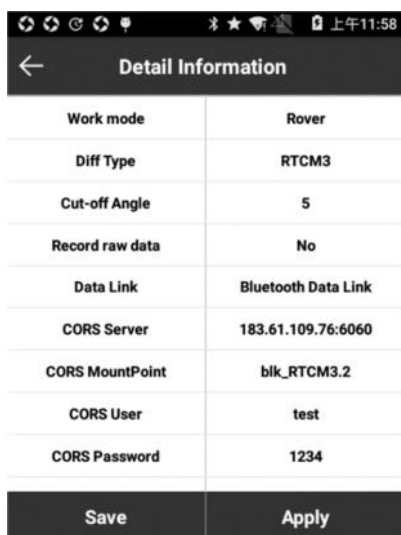 上午11:58
Detail Information
Work mode Rover
Diff Type RTCM3
Cut-off Angle 5
Record raw data No
Data Link Bluetooth Data Link
CORS Server 183.61.109.76:6060
CORS MountPoint blk_RTCM3.2
CORS User test
CORS Password 1234
Save Apply